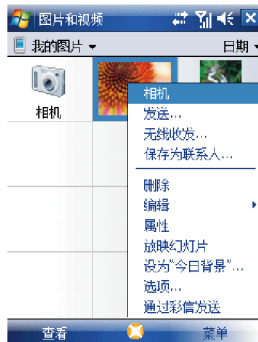 图片和视频
我的图片
日期
相机
相机
发送...
无线收发...
保存为联系人...
删除
编辑
属性
放映幻灯片
设为“今日背景”...
选项...
通过彩信发送
查看
菜单